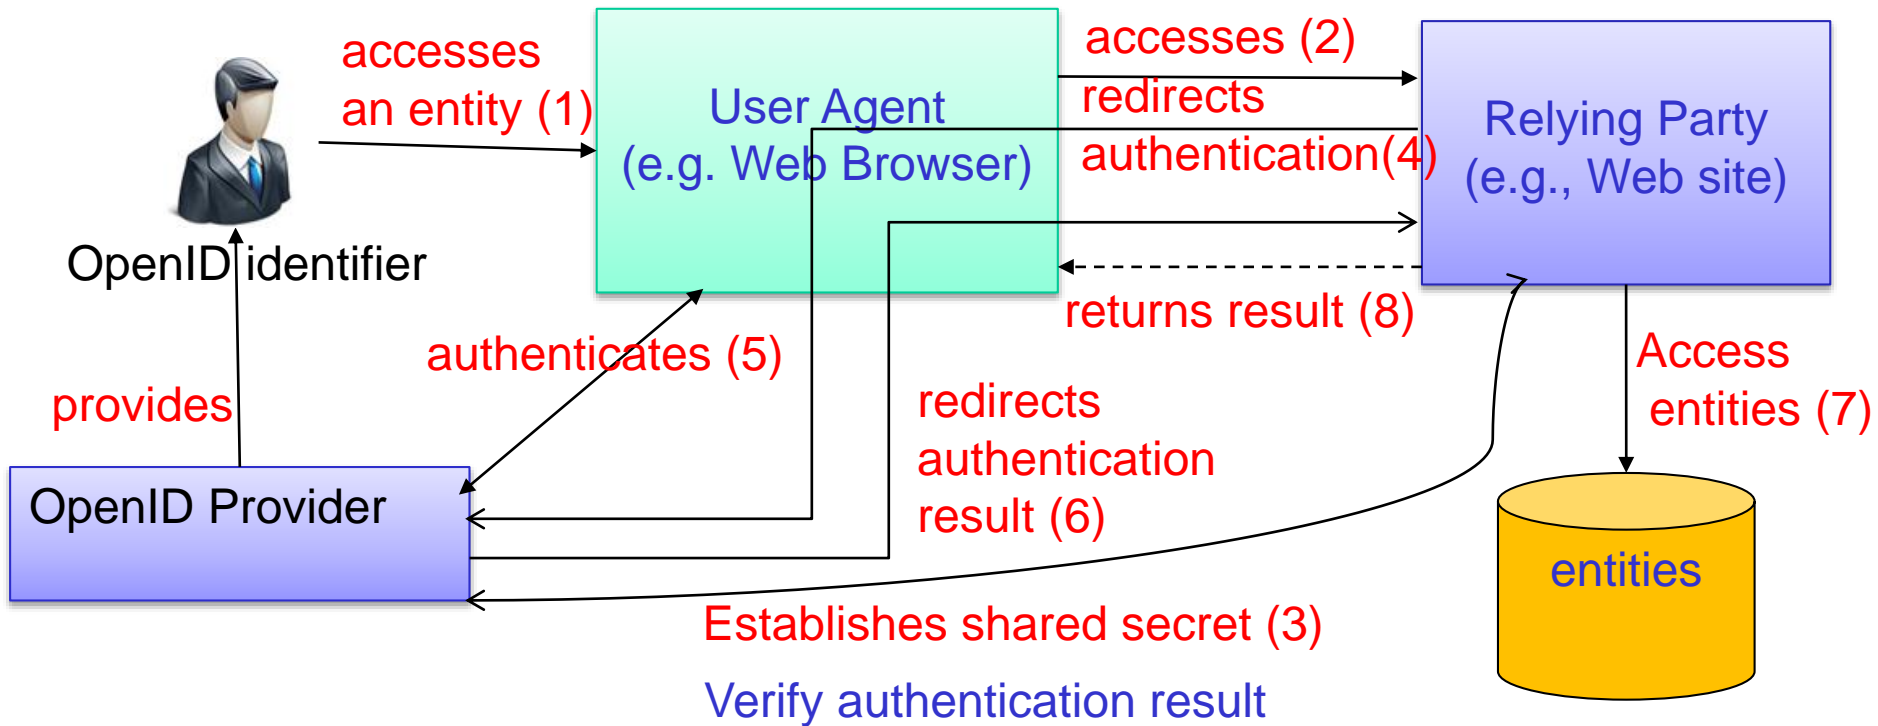 accesses
an entity (1)
User Agent
(e.g. Web Browser)
accesses (2)
redirects
authentication(4)
Relying Party
(e.g., Web site)
OpenID identifier
returns result (8)
authenticates (5)
provides
redirects
authentication
result (6)
Access
entities (7)
OpenID Provider
entities
Establishes shared secret (3)
Verify authentication result